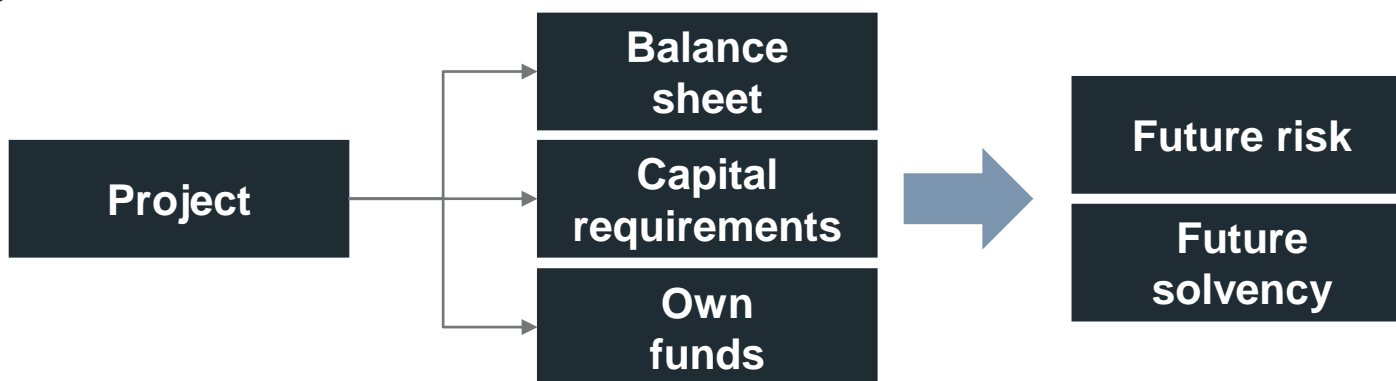 Project
Balance
sheet
Capital
requirements
Own
funds
Future risk
Future
solvency